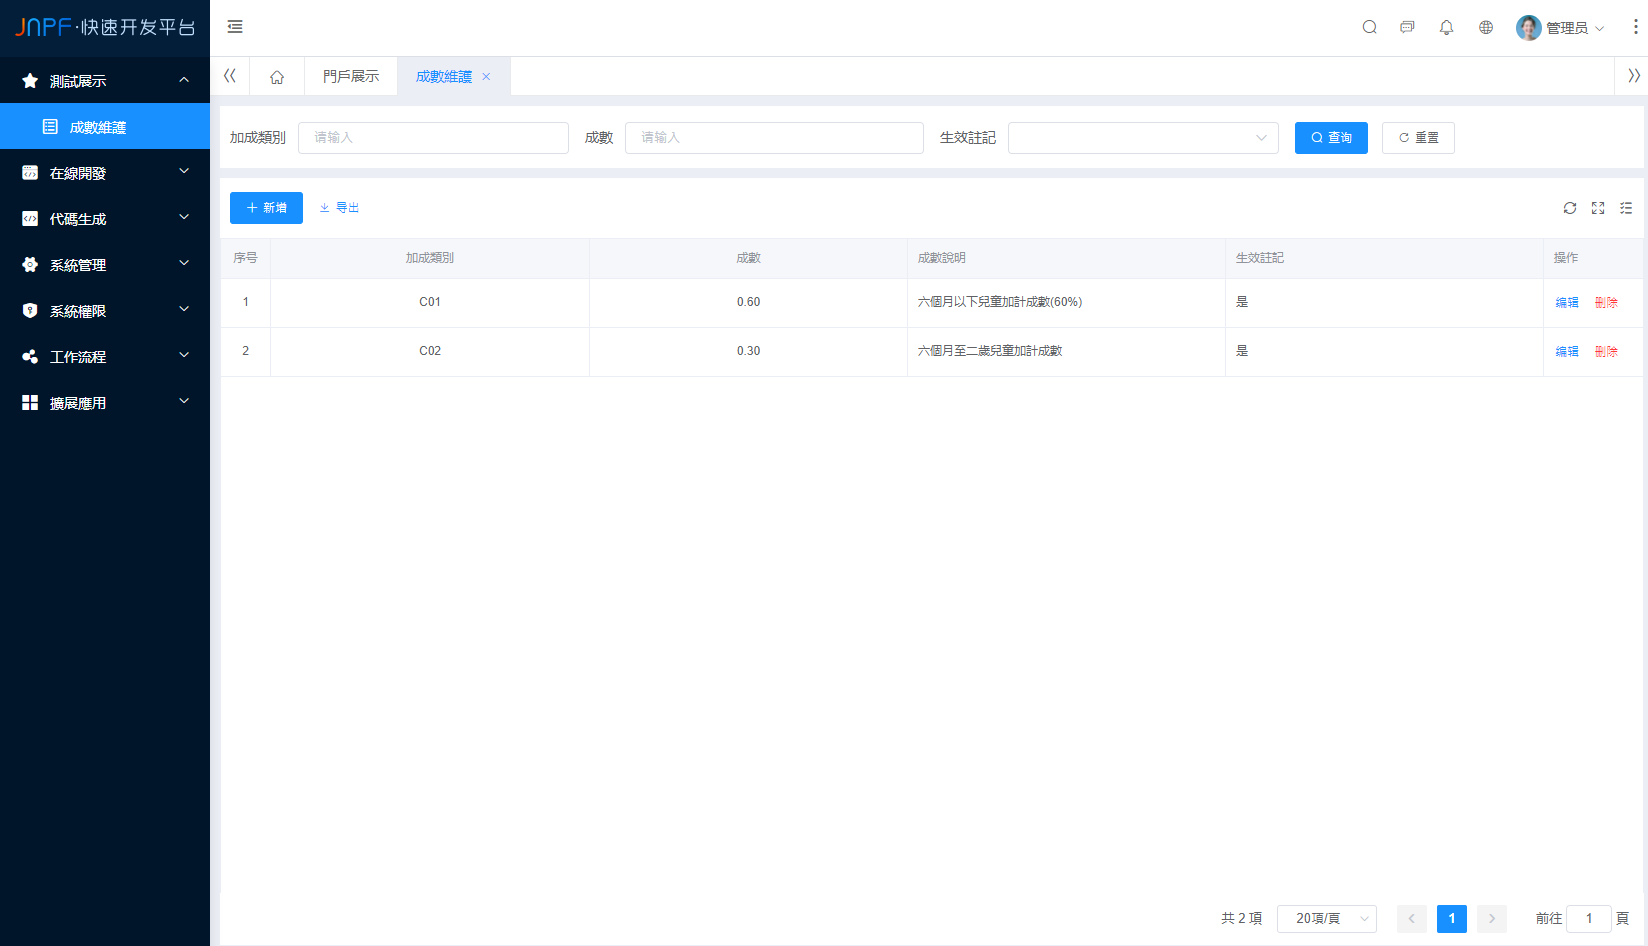 JNPF·快速开发平台
管理员
測試展示
成數維護
在線開發
代碼生成
系統管理
系統權限
工作流程
擴展應用
門戶展示 成數維護
加成類別 请输入 成數 请输入 生效註記 查询 重置
新增 导出
序号 加成類別 成數 成數說明 生效註記 操作
1 C01 0.60 六個月以下兒童加計成數(60%) 是 编辑 删除
2 C02 0.30 六個月至二歲兒童加計成數 是 编辑 删除
共 2 項 20項/頁 1 前往 1 頁